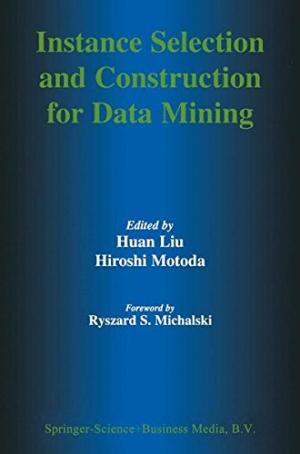 Instance Selection
and Construction
for Data Mining
Edited by
Huan Liu
Hiroshi Motoda
Foreword by
Ryszard S. Michalski
Springer-Science+Business Media, B.V.